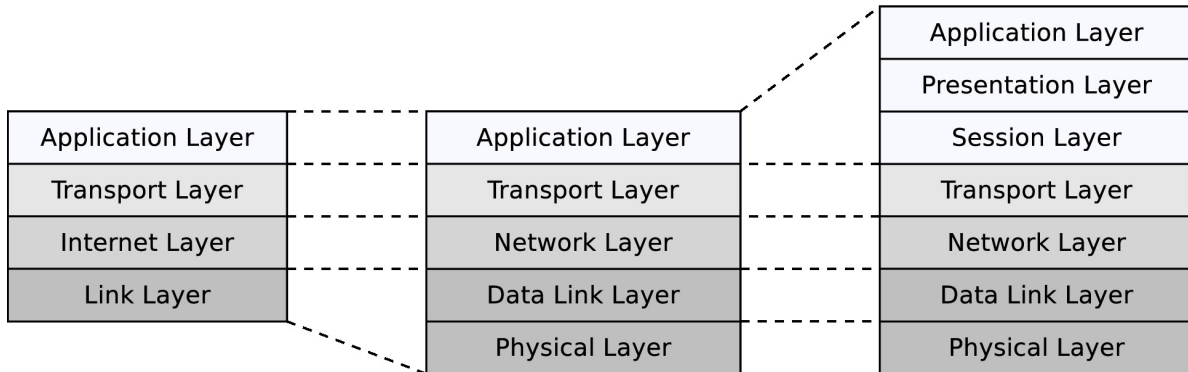 Application Layer
Transport Layer
Internet Layer
Link Layer
Application Layer
Transport Layer
Network Layer
Data Link Layer
Physical Layer
Application Layer
Presentation Layer
Session Layer
Transport Layer
Network Layer
Data Link Layer
Physical Layer